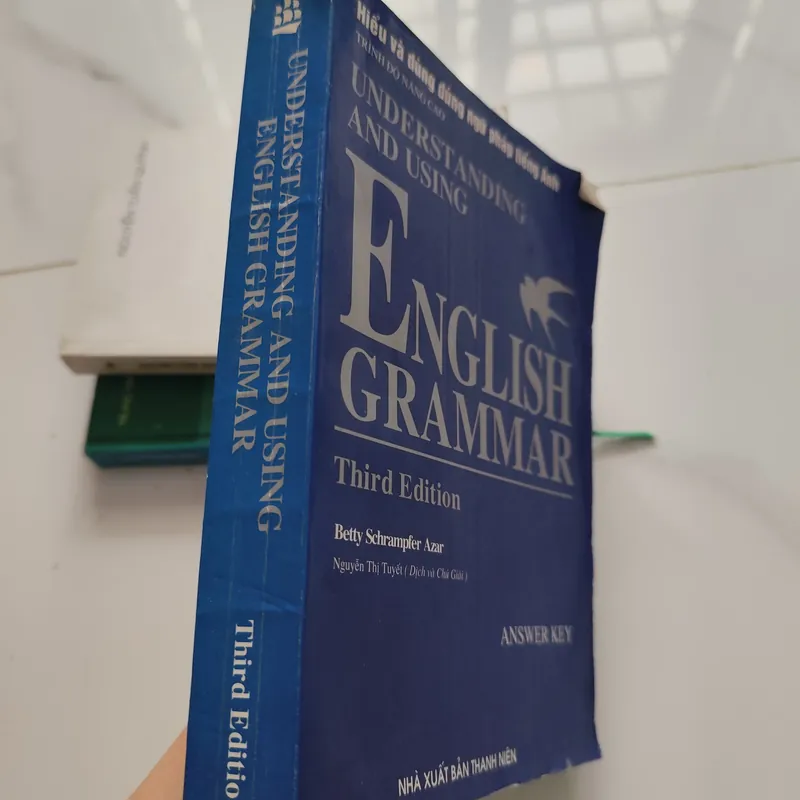 Hiểu và dùng đúng ngữ pháp tiếng Anh
TRÌNH ĐỘ NÂNG CAO
UNDERSTANDING
AND USING
ENGLISH
GRAMMAR
Third Edition
Betty Schrampfer Azar
Nguyễn Thị Tuyết ( Dịch và Chú Giải )
ANSWER KEY
NHÀ XUẤT BẢN THANH NIÊN
UNDERSTANDING AND USING
ENGLISH GRAMMAR
Third Editio